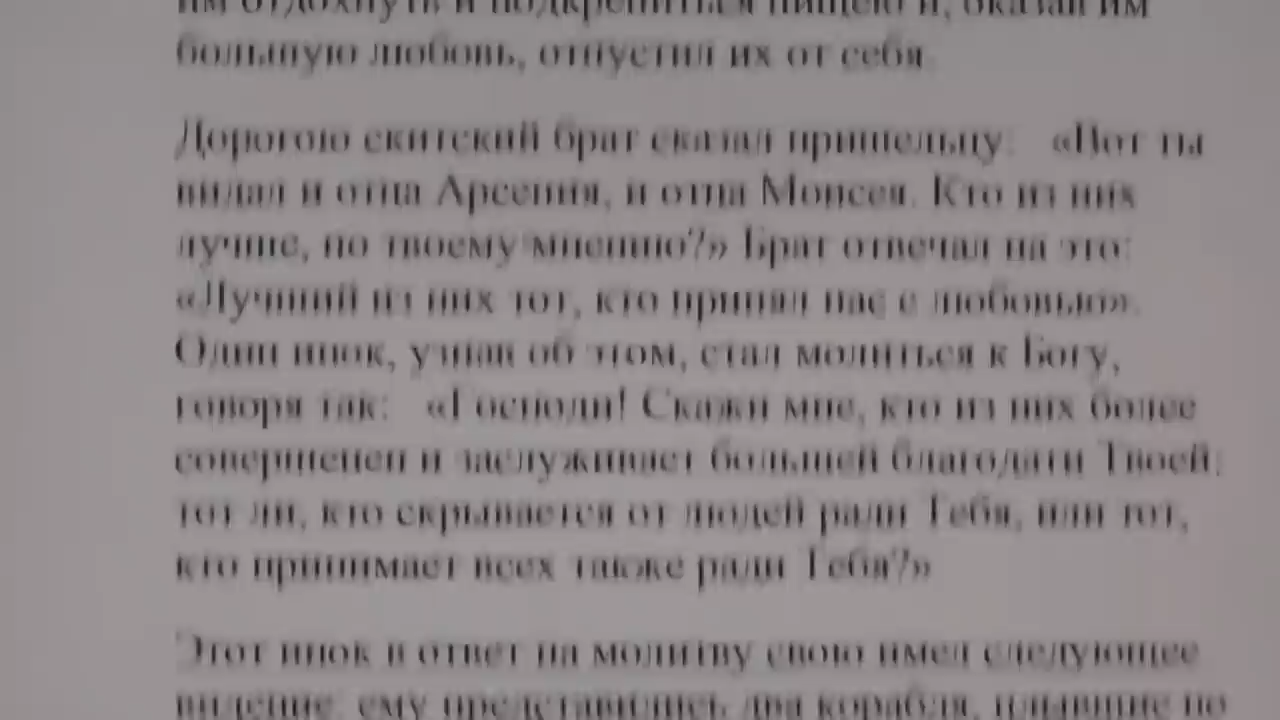 им отдохнуть и подкрепиться пищею и, оказав им
большую любовь, отпустил их от себя.
Дорогою скитский брат сказал пришельцу: «Вот ты
видал и отца Арсения, и отца Моисея. Кто из них
лучше, по твоему мнению?» Брат отвечал на это:
«Лучший из них тот, кто принял нас с любовью».
Один инок, узнав об этом, стал молиться к Богу,
говоря так: «Господи! Скажи мне, кто из них более
совершенен и заслуживает большей благодати Твоей:
тот ли, кто скрывается от людей ради Тебя, или тот,
кто принимает всех также ради Тебя?»
Этот инок в ответ на молитву свою имел следующее
видение: ему представились два корабля, плывшие по